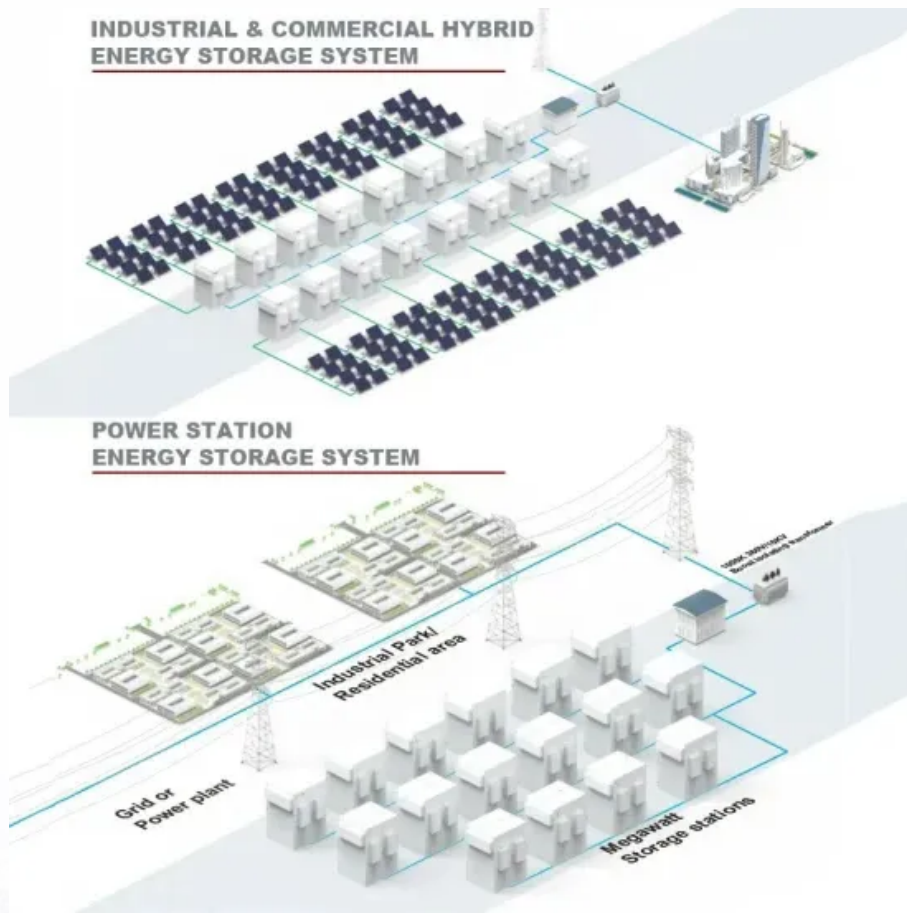 INDUSTRIAL & COMMERCIAL HYBRID
ENERGY STORAGE SYSTEM
POWER STATION
ENERGY STORAGE SYSTEM
Industrial Park/
Residential area
Grid or
Power plant
Megawatt
Storage stations